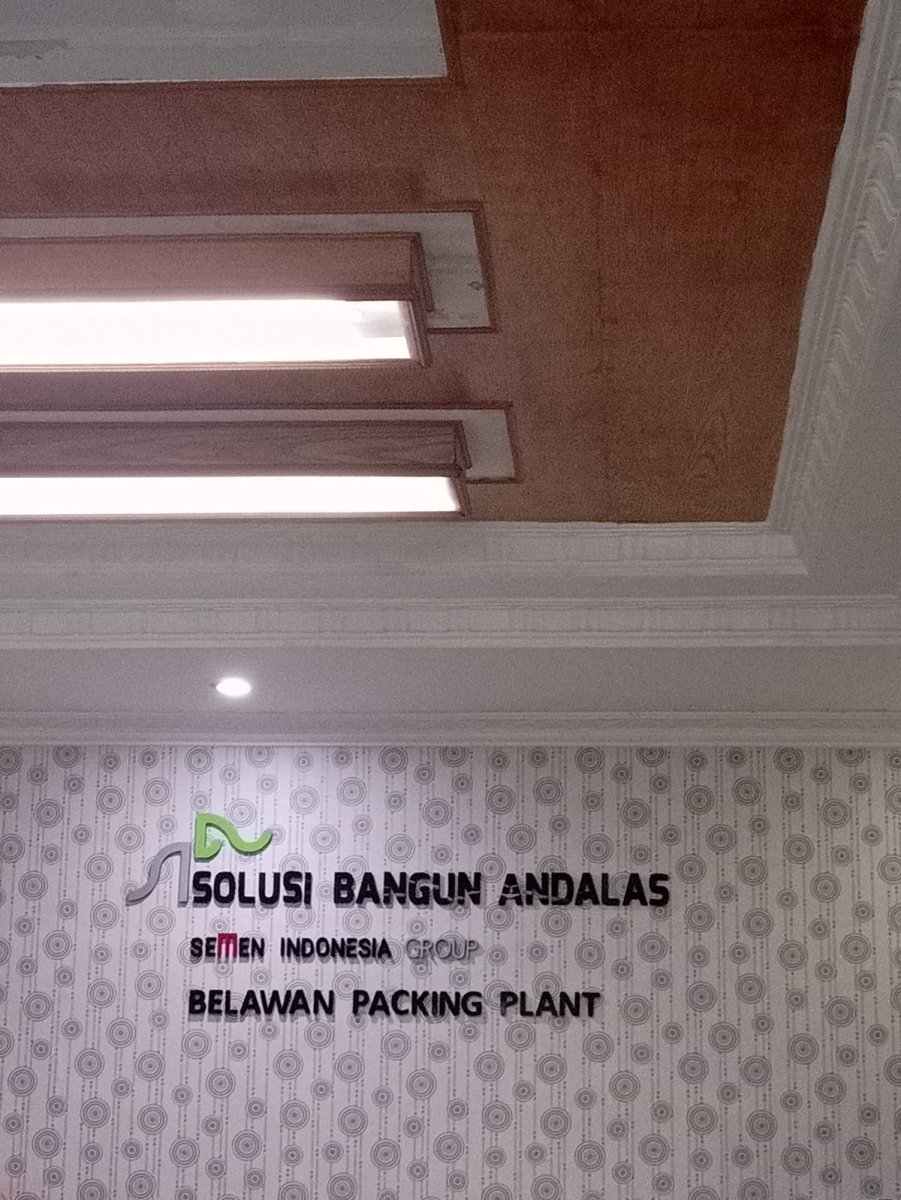 SOLUSI BANGUN ANDALAS
SEMEN INDONESIA GROUP
BELAWAN PACKING PLANT